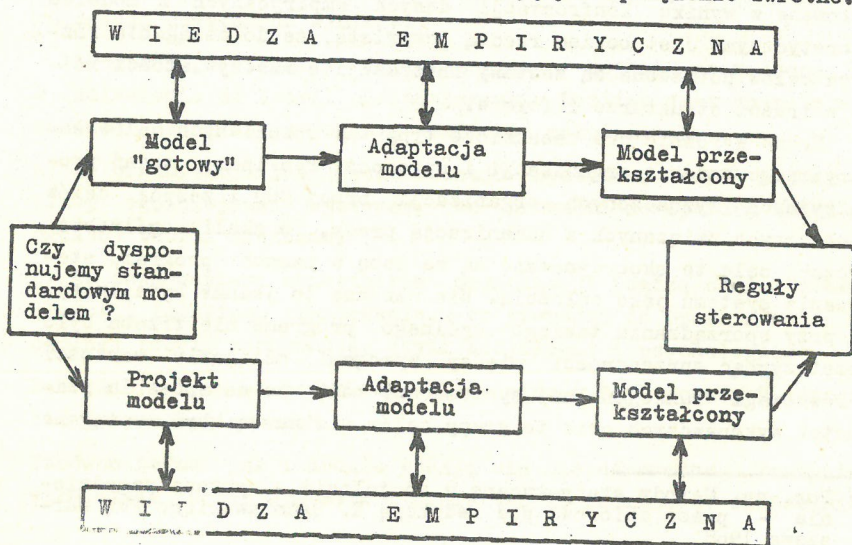 W I E D Z A E M P I R Y C Z N A
Model
"gotowy"
Adaptacja
modelu
Model prze-
kształcony
Czy dyspo-
nujemy stan-
dardowym mo-
delem ?
Reguły
sterowania
Projekt
modelu
Adaptacja
modelu
Model prze-
kształcony
W I E D Z A E M P I R Y C Z N A